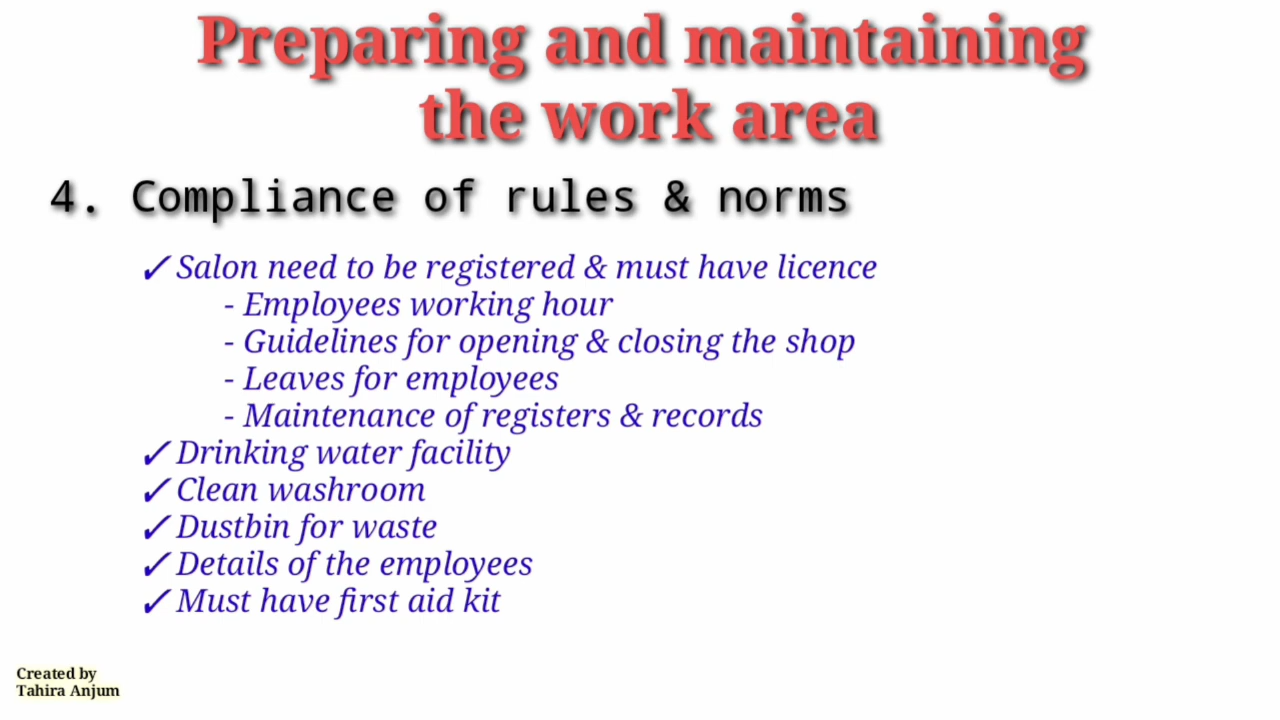 Preparing and maintaining
the work area
4. Compliance of rules & norms
✓ Salon need to be registered & must have licence
- Employees working hour
- Guidelines for opening & closing the shop
- Leaves for employees
- Maintenance of registers & records
✓ Drinking water facility
✓ Clean washroom
✓ Dustbin for waste
✓ Details of the employees
✓ Must have first aid kit
Created by
Tahira Anjum